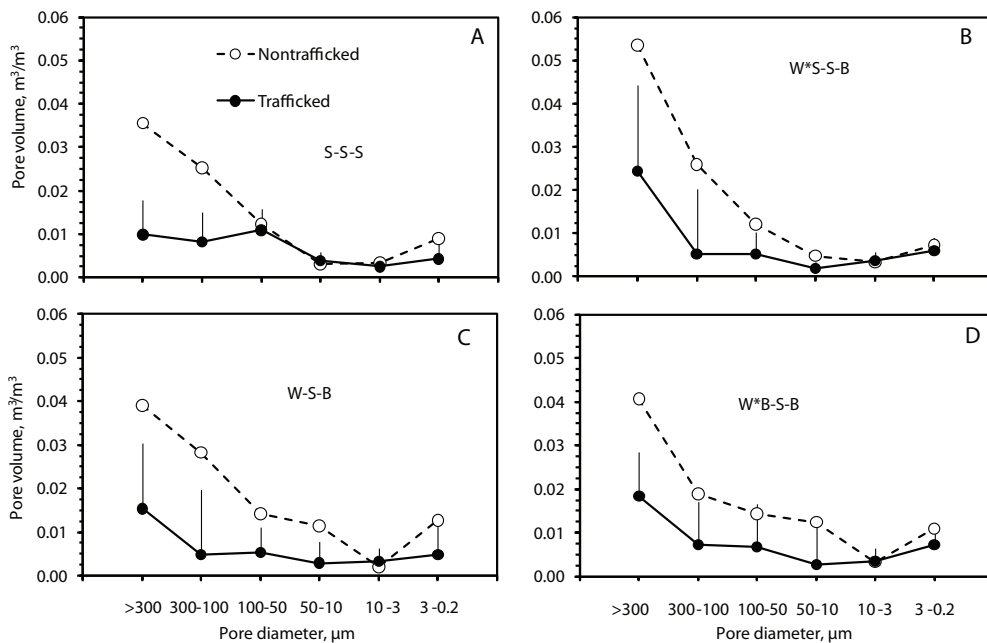 0.06
0.05
0.04
0.03
0.02
0.01
0.00
Pore volume, m³/m³
A
Nontrafficked
Trafficked
S-S-S
0.06
0.05
0.04
0.03
0.02
0.01
0.00
B
W*S-S-B
0.06
0.05
0.04
0.03
0.02
0.01
0.00
Pore volume, m³/m³
C
W-S-B
>300 300-100 100-50 50-10 10-3 3-0.2
Pore diameter, µm
0.06
0.05
0.04
0.03
0.02
0.01
0.00
D
W*B-S-B
>300 300-100 100-50 50-10 10-3 3-0.2
Pore diameter, µm